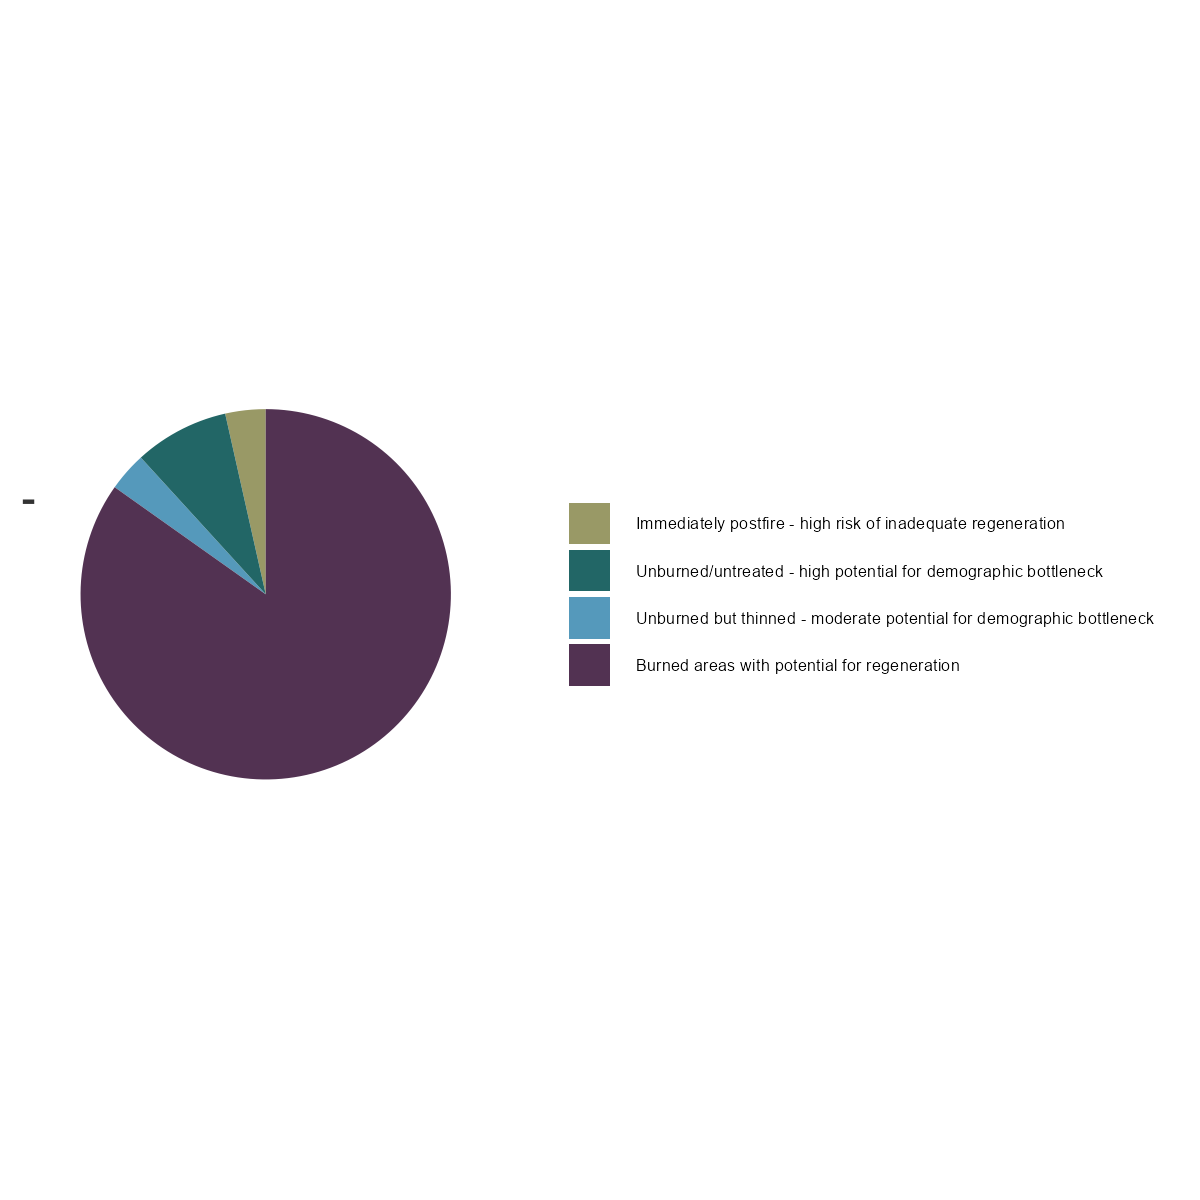 -
Immediately postfire - high risk of inadequate regeneration
Unburned/untreated - high potential for demographic bottleneck
Unburned but thinned - moderate potential for demographic bottleneck
Burned areas with potential for regeneration